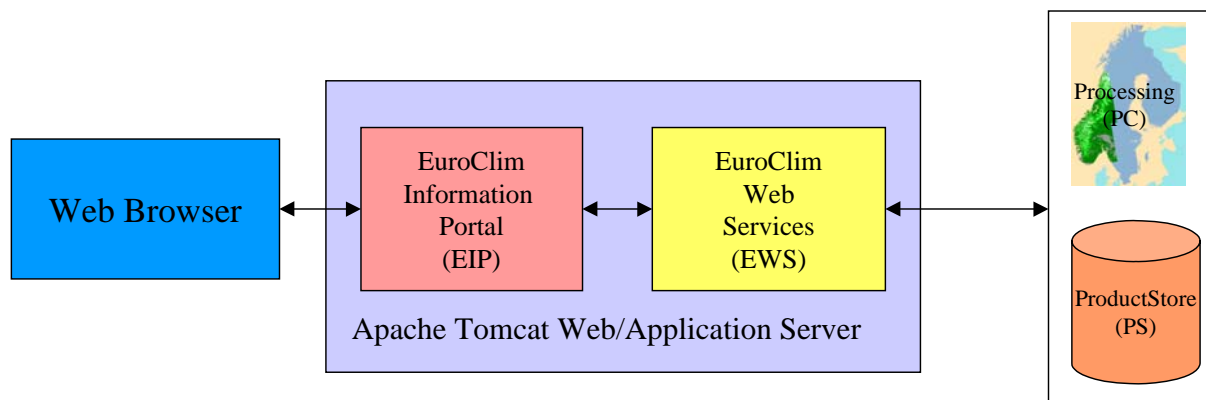 Web Browser
EuroClim
Information
Portal
(EIP)
EuroClim
Web
Services
(EWS)
Apache Tomcat Web/Application Server
Processing
(PC)
ProductStore
(PS)